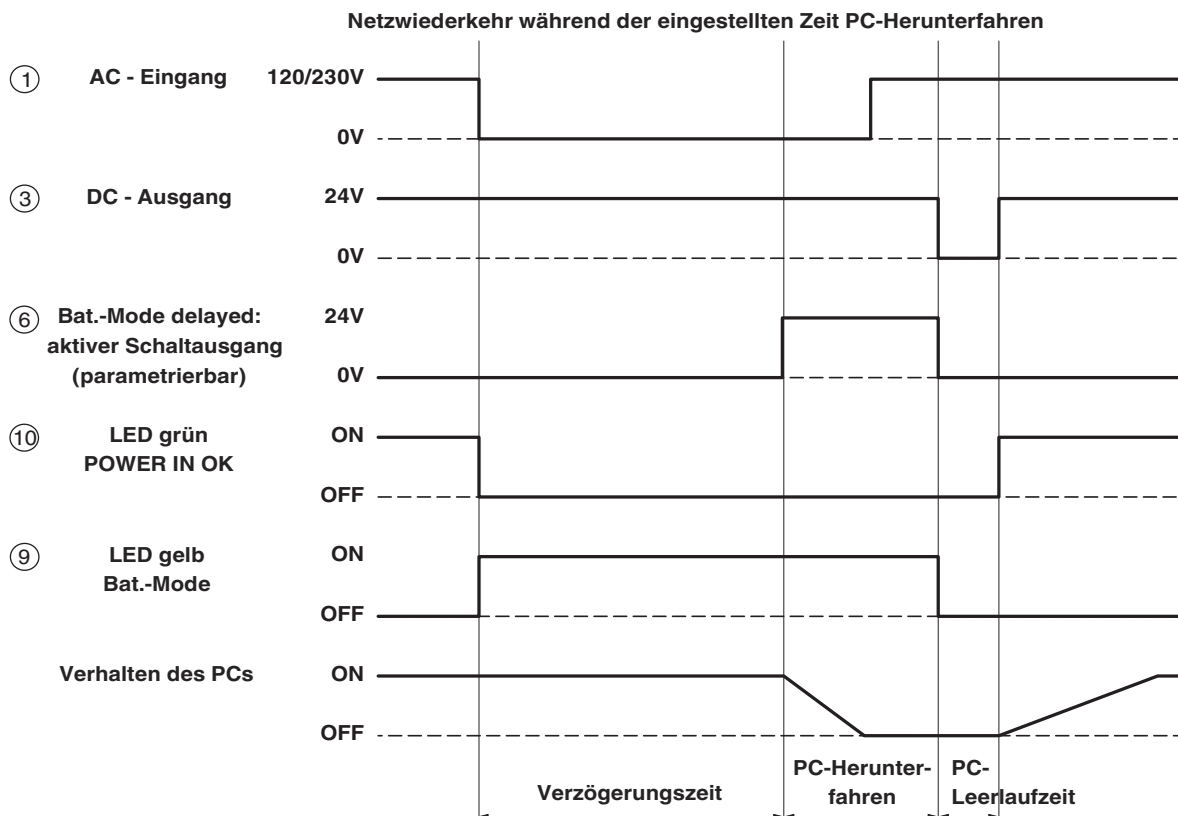 Netzwiederkehr während der eingestellten Zeit PC-Herunterfahren
1 AC - Eingang 120/230V
0V
3 DC - Ausgang 24V
0V
6 Bat.-Mode delayed: 24V
aktiver Schaltausgang
(parametrierbar) 0V
10 LED grün ON
POWER IN OK
OFF
9 LED gelb ON
Bat.-Mode
OFF
Verhalten des PCs ON
OFF
Verzögerungszeit
PC-Herunter-
fahren
PC-
Leerlaufzeit